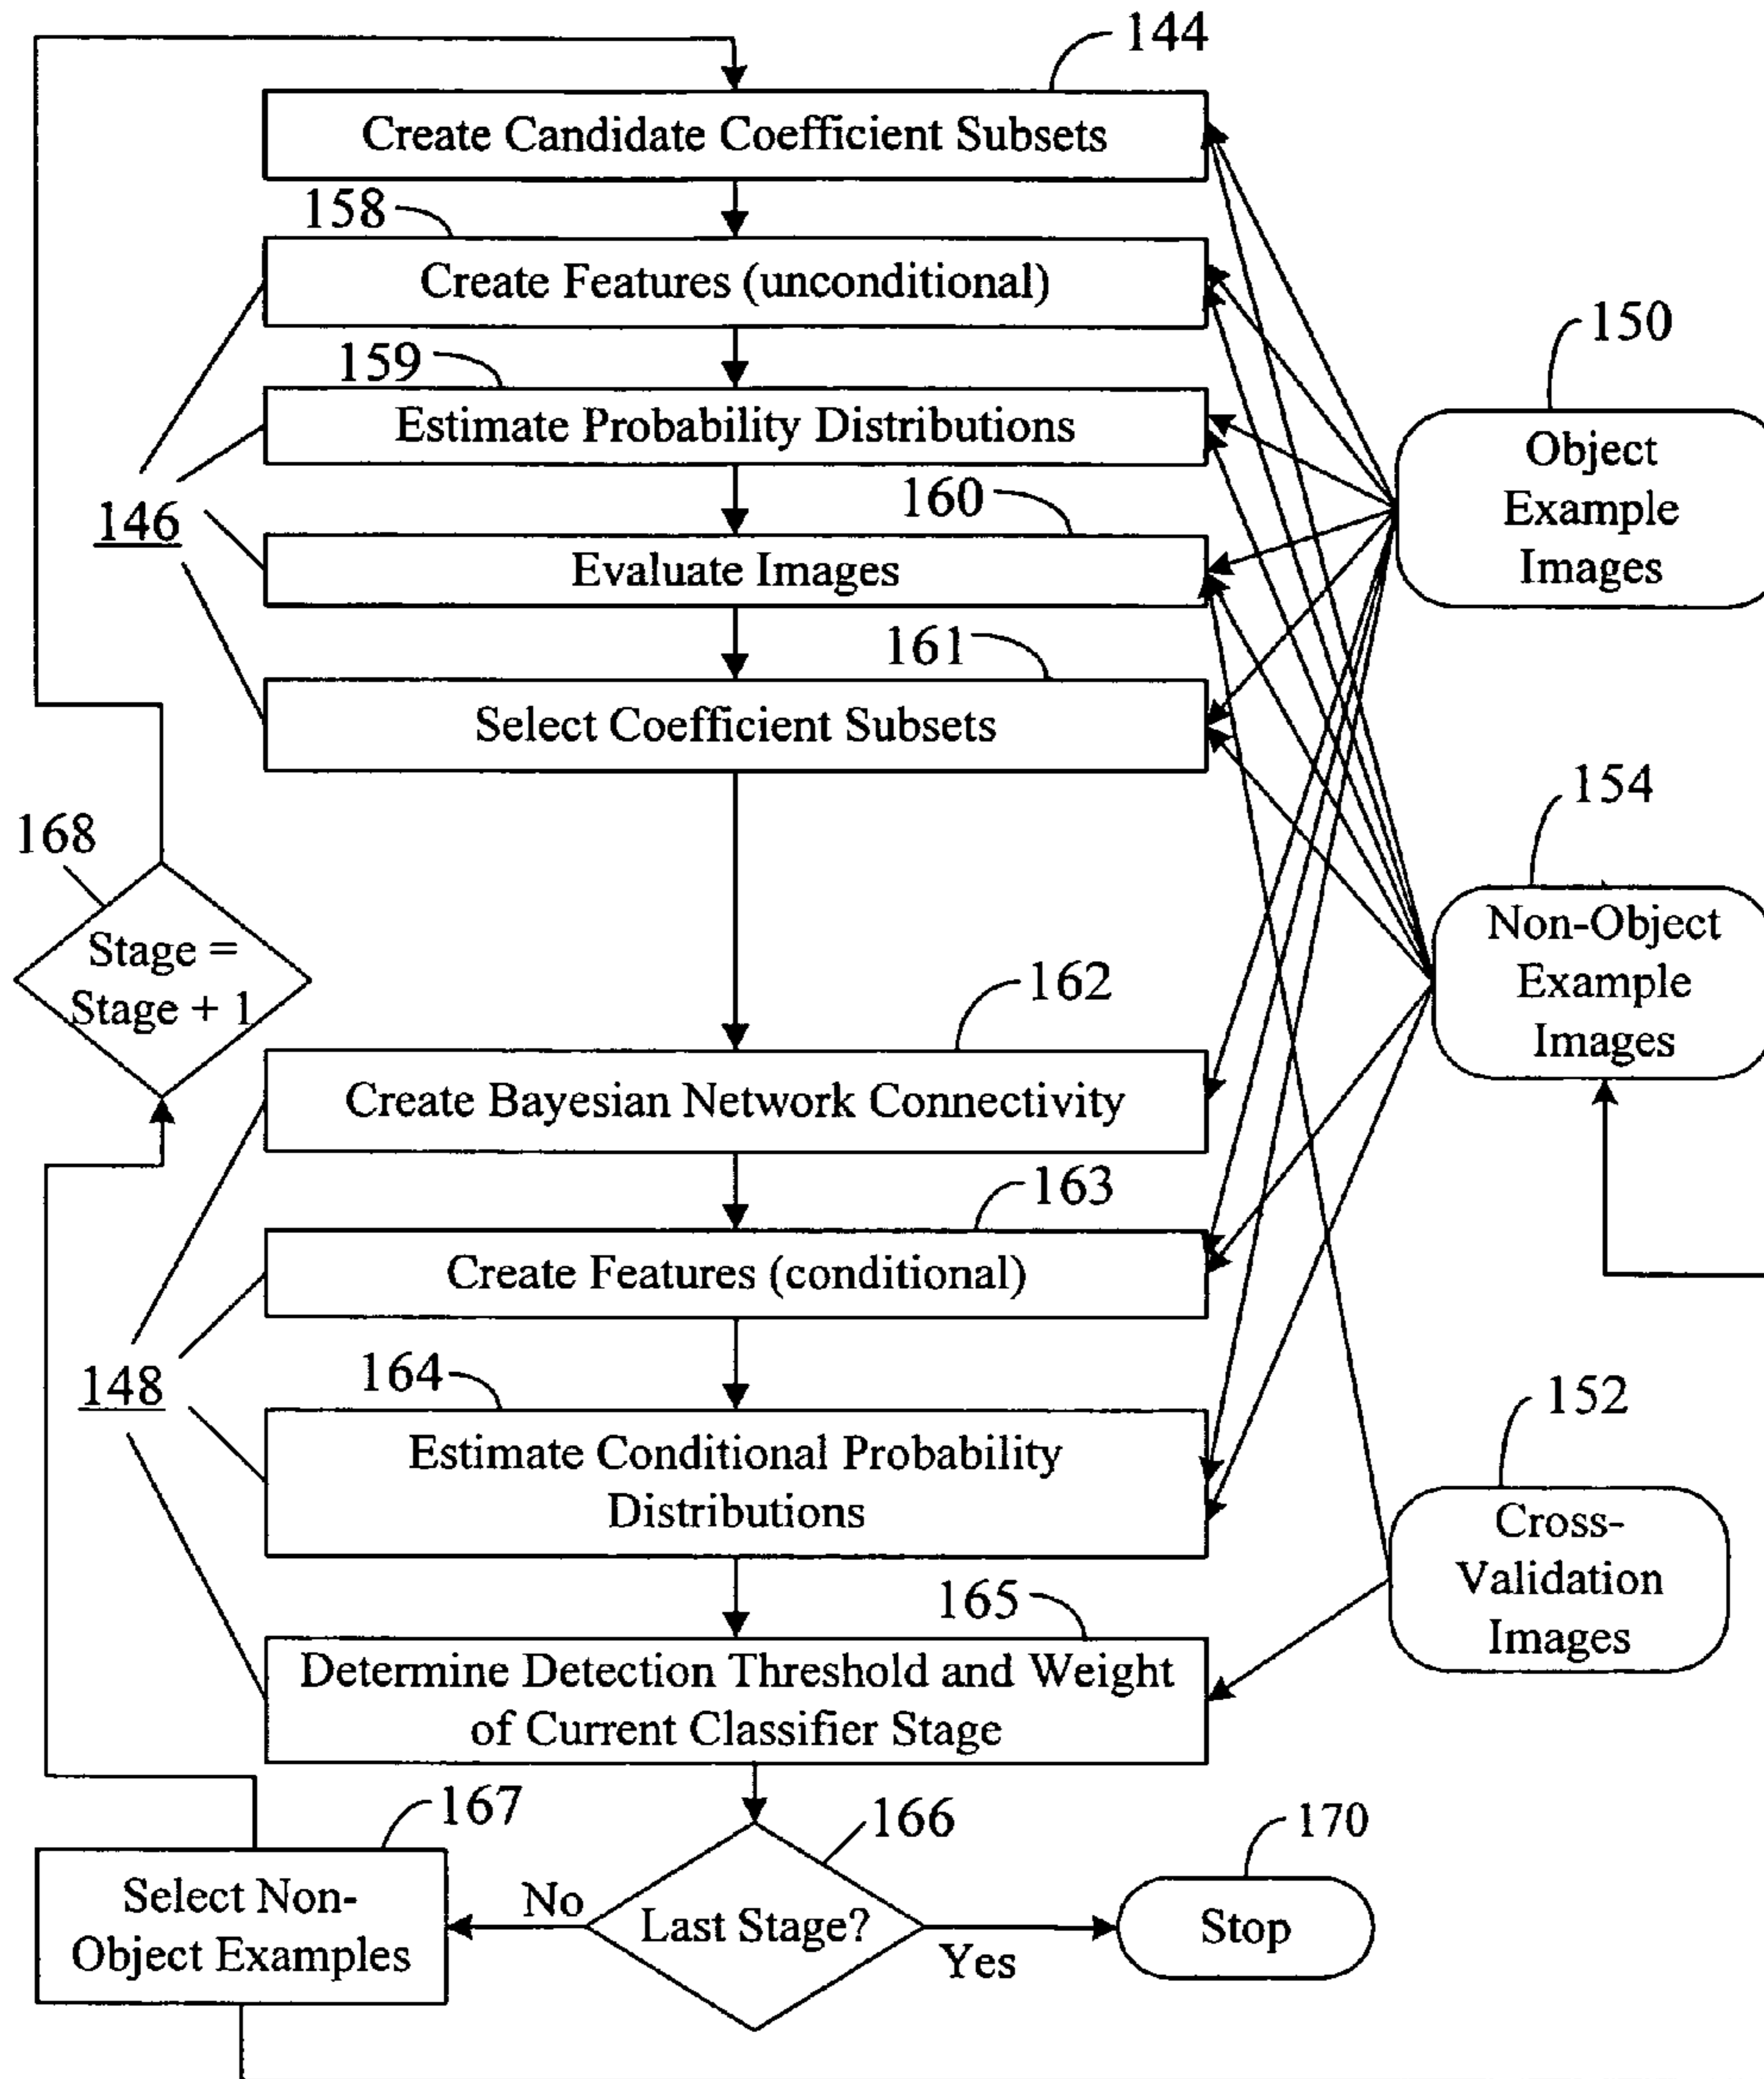 144
Create Candidate Coefficient Subsets
158
Create Features (unconditional)
150
159
Estimate Probability Distributions
Object
Example
Images
160
146
Evaluate Images
161
Select Coefficient Subsets
154
168
Non-Object
Example
Images
Stage =
Stage + 1
162
Create Bayesian Network Connectivity
163
Create Features (conditional)
164
148
152
Estimate Conditional Probability
Distributions
Cross-
Validation
Images
165
Determine Detection Threshold and Weight
of Current Classifier Stage
167
166
170
Select Non-
Object Examples
No
Last Stage?
Yes
Stop